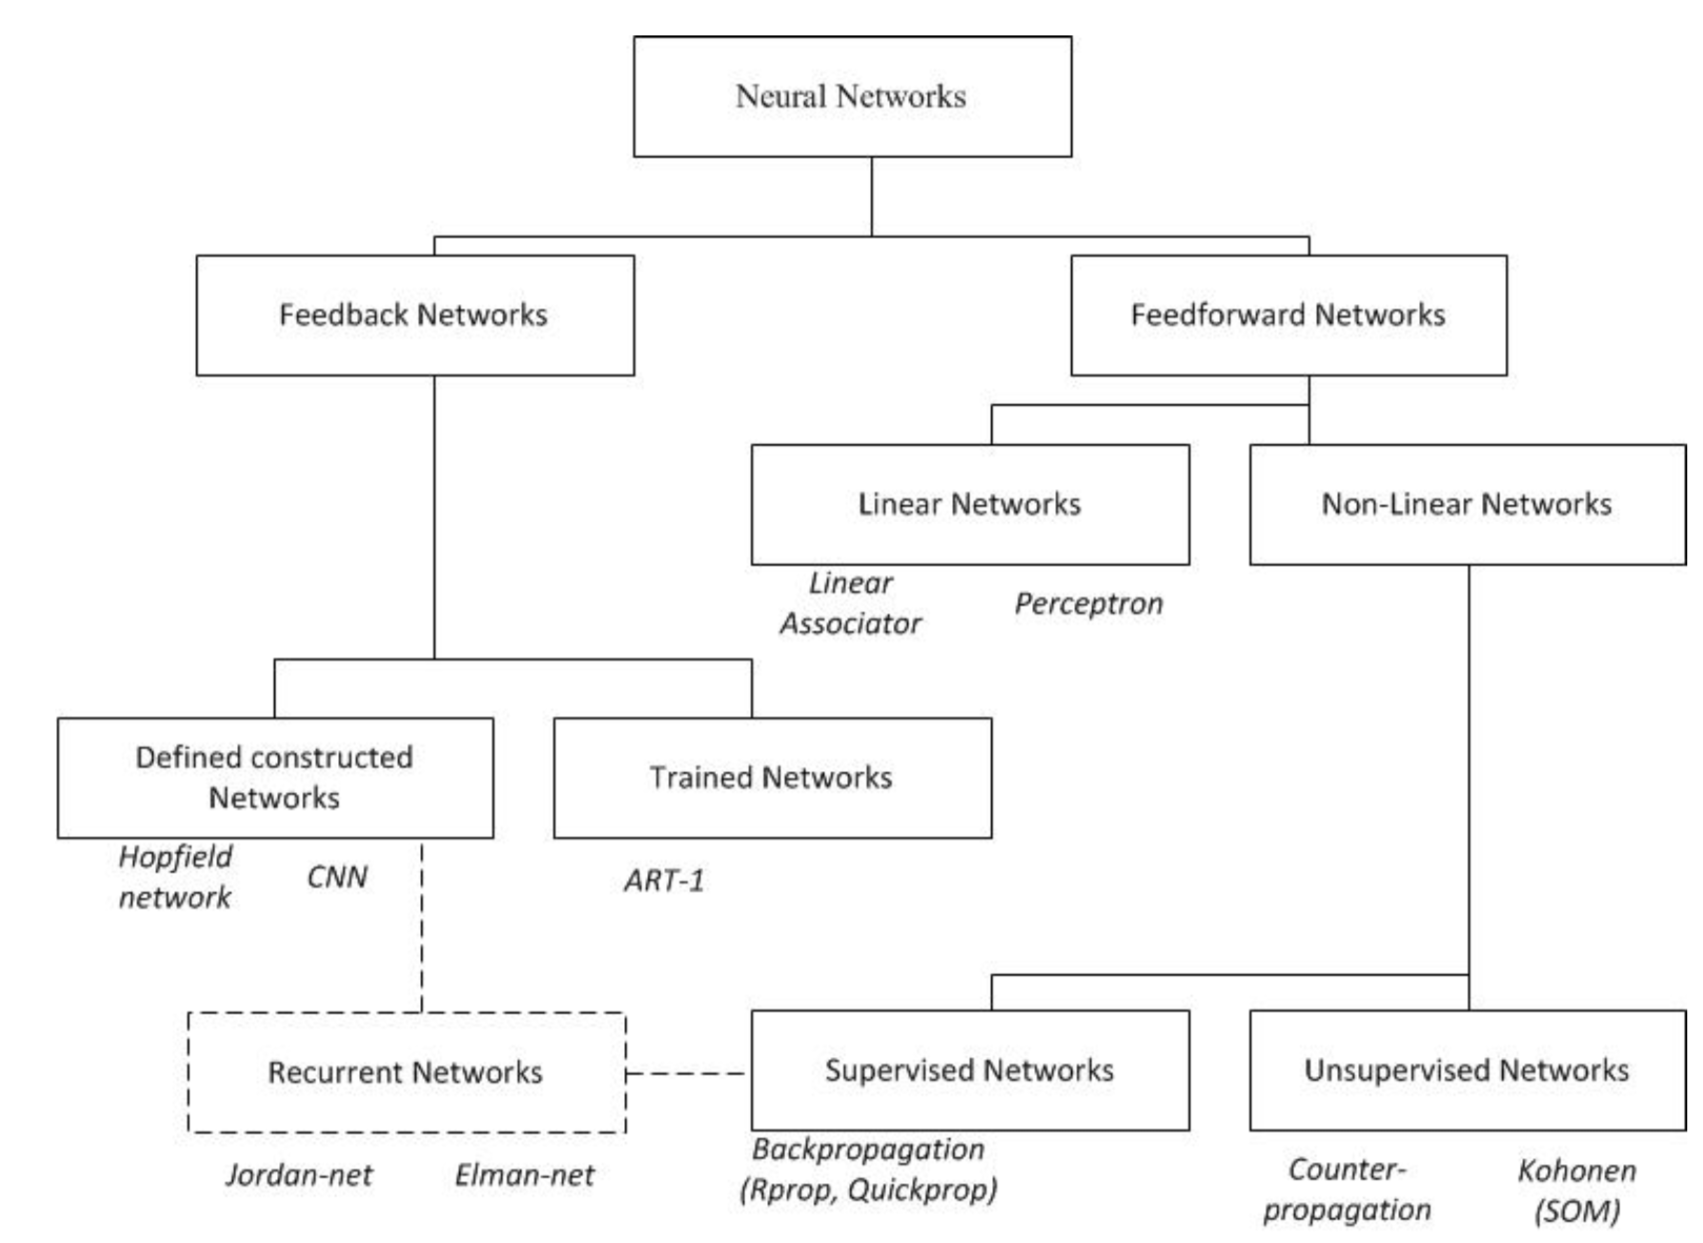 Neural Networks
Feedback Networks
Feedforward Networks
Linear Networks
Non-Linear Networks
Linear
Associator
Perceptron
Defined constructed
Networks
Trained Networks
Hopfield
network
CNN
ART-1
Recurrent Networks
Supervised Networks
Unsupervised Networks
Jordan-net
Elman-net
Backpropagation
(Rprop, Quickprop)
Counter-
propagation
Kohonen
(SOM)